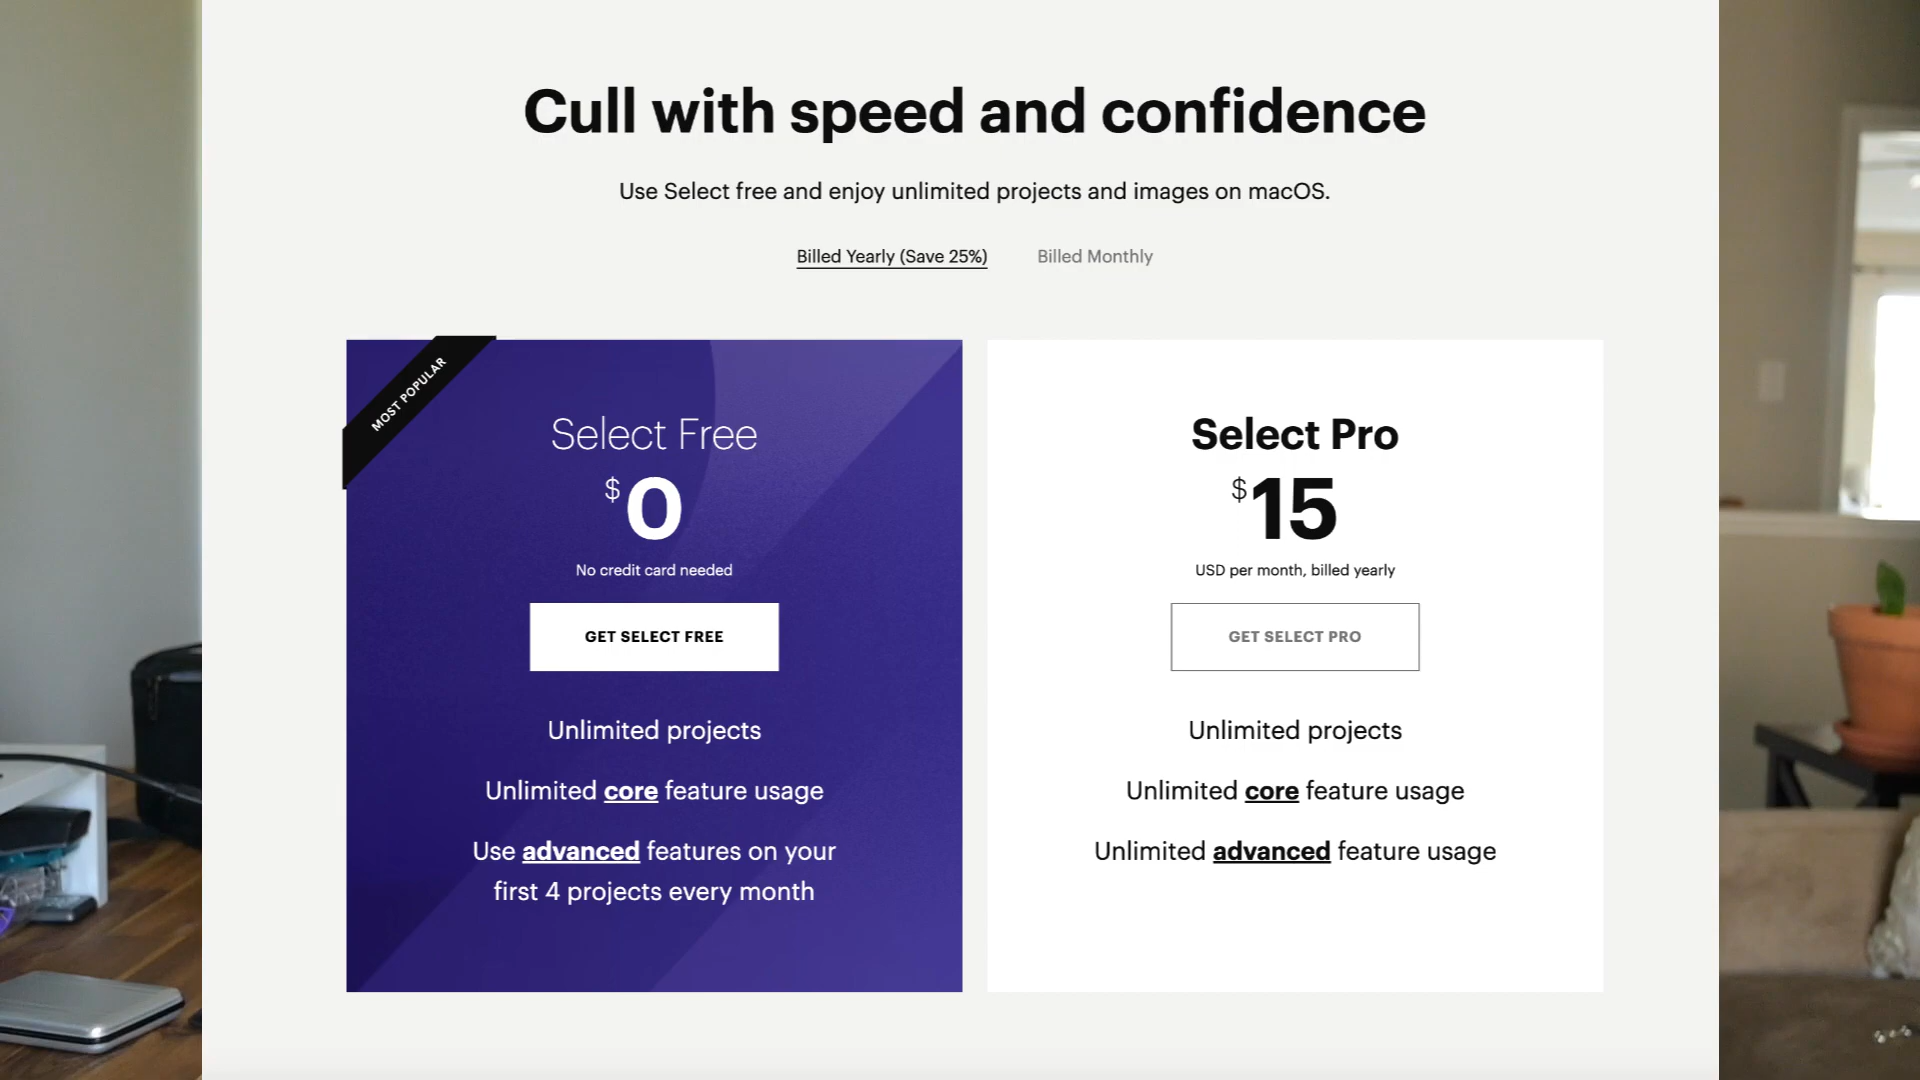 Cull with speed and confidence
Use Select free and enjoy unlimited projects and images on macOS.
Billed Yearly (Save 25%)
Billed Monthly
MOST POPULAR
Select Free
$0
No credit card needed
GET SELECT FREE
Unlimited projects
Unlimited core feature usage
Use advanced features on your
first 4 projects every month
Select Pro
$15
USD per month, billed yearly
GET SELECT PRO
Unlimited projects
Unlimited core feature usage
Unlimited advanced feature usage